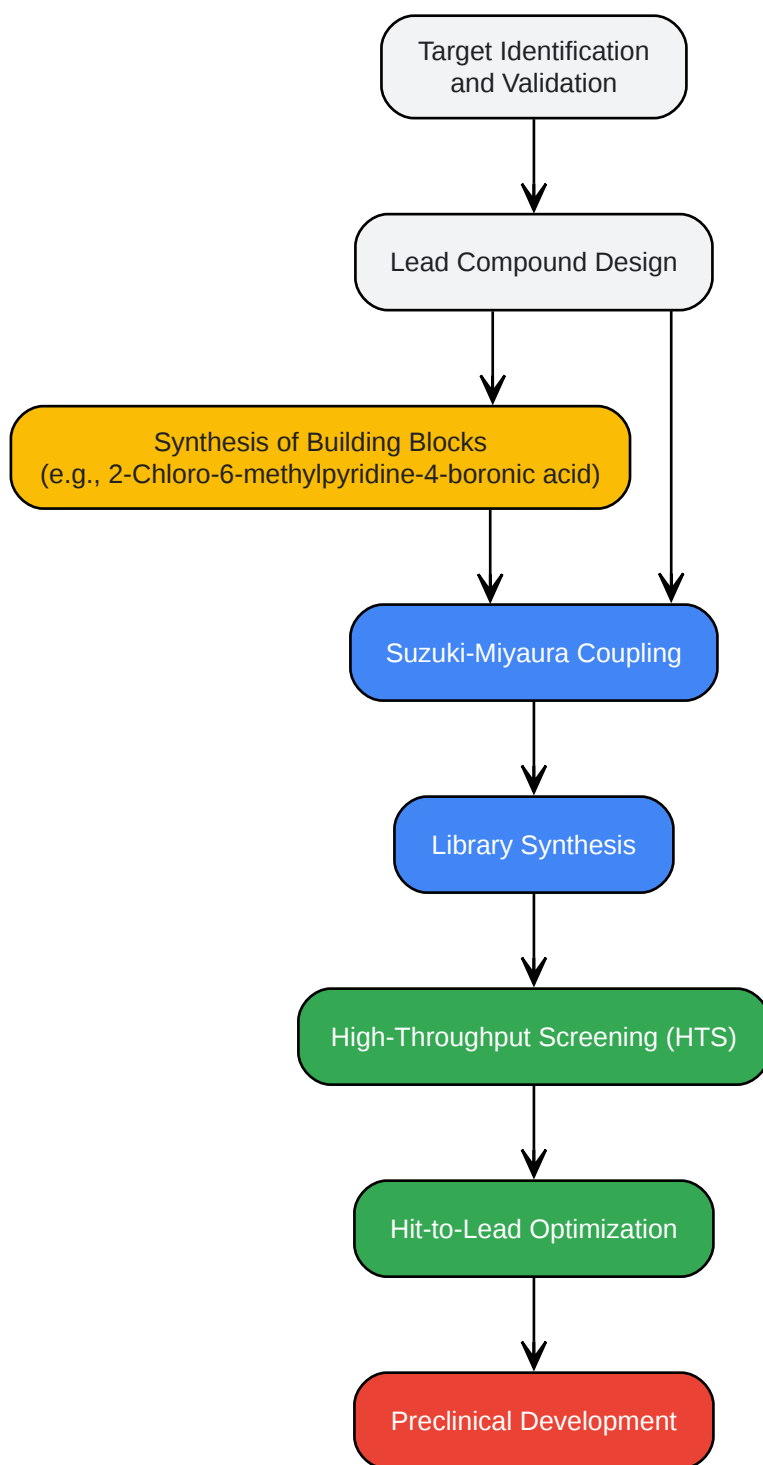 Target Identification
and Validation
Lead Compound Design
Synthesis of Building Blocks
(e.g., 2-Chloro-6-methylpyridine-4-boronic acid)
Suzuki-Miyaura Coupling
Library Synthesis
High-Throughput Screening (HTS)
Hit-to-Lead Optimization
Preclinical Development